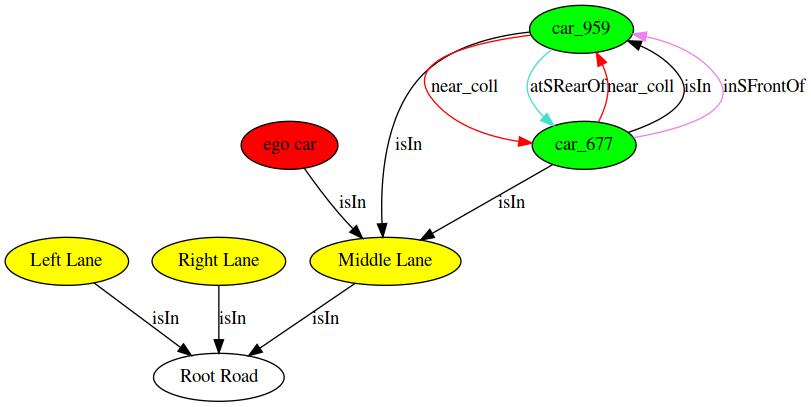 car_959
near_coll
atSRearOf
near_coll
isIn
inSFrontOf
ego car
isIn
car_677
isIn
isIn
Left Lane
Right Lane
Middle Lane
isIn
isIn
isIn
Root Road